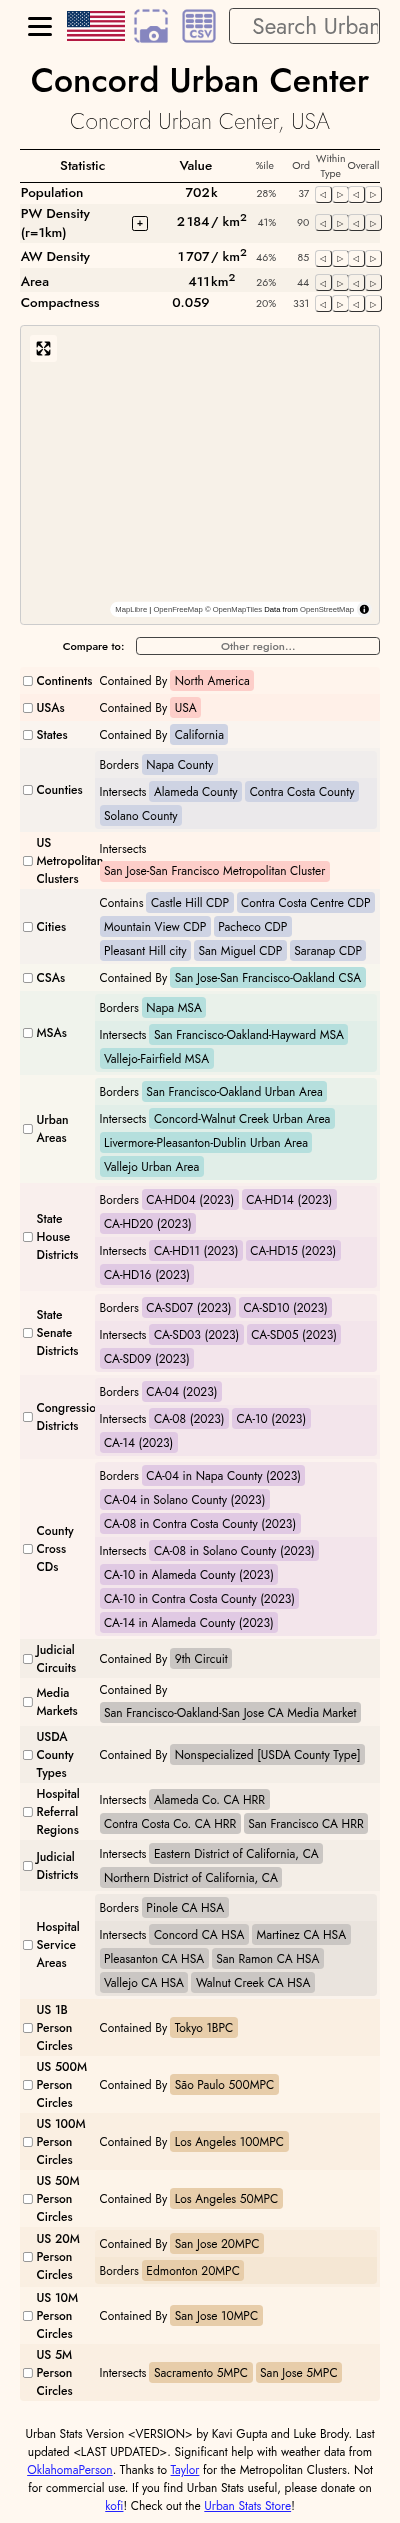 CSV
Search Urban
Concord Urban Center
Concord Urban Center, USA
Statistic Value %ile Ord Within Type Overall
Population 702k 28% 37
PW Density (r=1km) + 2 184 / km2 41% 90
AW Density 1 707 / km2 46% 85
Area 411 km2 26% 44
Compactness 0.059 20% 331
MapLibre | OpenFreeMap © OpenMapTiles Data from OpenStreetMap
Compare to: Other region...
Continents Contained By North America
USAs Contained By USA
States Contained By California
Counties Borders Napa County
Intersects Alameda County Contra Costa County
Solano County
US Metropolitan Clusters Intersects
San Jose-San Francisco Metropolitan Cluster
Cities Contains Castle Hill CDP Contra Costa Centre CDP
Mountain View CDP Pacheco CDP
Pleasant Hill city San Miguel CDP Saranap CDP
CSAs Contained By San Jose-San Francisco-Oakland CSA
MSAs Borders Napa MSA
Intersects San Francisco-Oakland-Hayward MSA
Vallejo-Fairfield MSA
Urban Areas Borders San Francisco-Oakland Urban Area
Intersects Concord-Walnut Creek Urban Area
Livermore-Pleasanton-Dublin Urban Area
Vallejo Urban Area
State House Districts Borders CA-HD04 (2023) CA-HD14 (2023)
CA-HD20 (2023)
Intersects CA-HD11 (2023) CA-HD15 (2023)
CA-HD16 (2023)
State Senate Districts Borders CA-SD07 (2023) CA-SD10 (2023)
Intersects CA-SD03 (2023) CA-SD05 (2023)
CA-SD09 (2023)
Congressio Districts Borders CA-04 (2023)
Intersects CA-08 (2023) CA-10 (2023)
CA-14 (2023)
County Cross CDs Borders CA-04 in Napa County (2023)
CA-04 in Solano County (2023)
CA-08 in Contra Costa County (2023)
Intersects CA-08 in Solano County (2023)
CA-10 in Alameda County (2023)
CA-10 in Contra Costa County (2023)
CA-14 in Alameda County (2023)
Judicial Circuits Contained By 9th Circuit
Media Markets Contained By
San Francisco-Oakland-San Jose CA Media Market
USDA County Types Contained By Nonspecialized [USDA County Type]
Hospital Referral Regions Intersects Alameda Co. CA HRR
Contra Costa Co. CA HRR San Francisco CA HRR
Judicial Districts Intersects Eastern District of California, CA
Northern District of California, CA
Hospital Service Areas Borders Pinole CA HSA
Intersects Concord CA HSA Martinez CA HSA
Pleasanton CA HSA San Ramon CA HSA
Vallejo CA HSA Walnut Creek CA HSA
US 1B Person Circles Contained By Tokyo 1BPC
US 500M Person Circles Contained By São Paulo 500MPC
US 100M Person Circles Contained By Los Angeles 100MPC
US 50M Person Circles Contained By Los Angeles 50MPC
US 20M Person Circles Contained By San Jose 20MPC
Borders Edmonton 20MPC
US 10M Person Circles Contained By San Jose 10MPC
US 5M Person Circles Intersects Sacramento 5MPC San Jose 5MPC
Urban Stats Version <VERSION> by Kavi Gupta and Luke Brody. Last
updated <LAST UPDATED>. Significant help with weather data from
OklahomaPerson. Thanks to Taylor for the Metropolitan Clusters. Not
for commercial use. If you find Urban Stats useful, please donate on
kofi! Check out the Urban Stats Store!